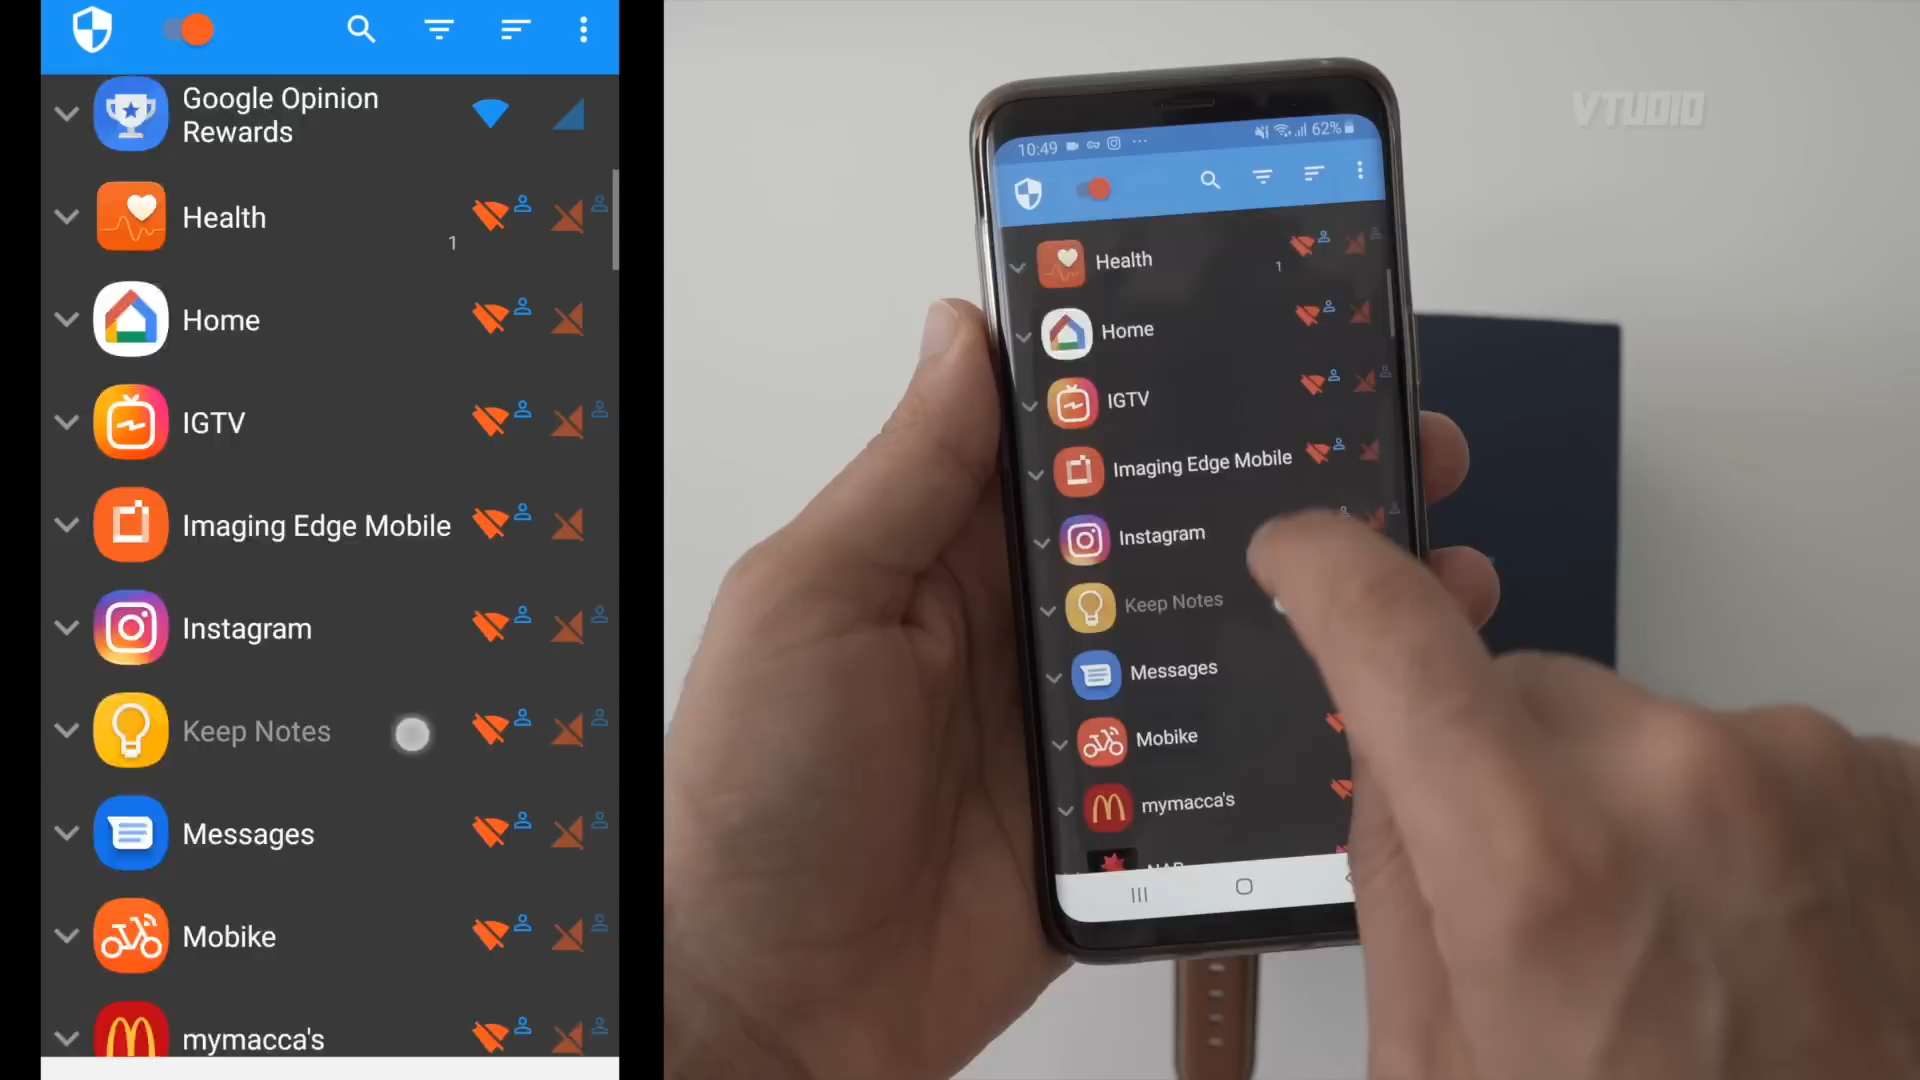 Google Opinion
Rewards
Health
1
Home
IGTV
Imaging Edge Mobile
Instagram
Keep Notes
Messages
Mobike
mymacca's
VTUDIO
10:49
62%
Health
1
Home
IGTV
Imaging Edge Mobile
Instagram
Keep Notes
Messages
Mobike
mymacca's
NAB